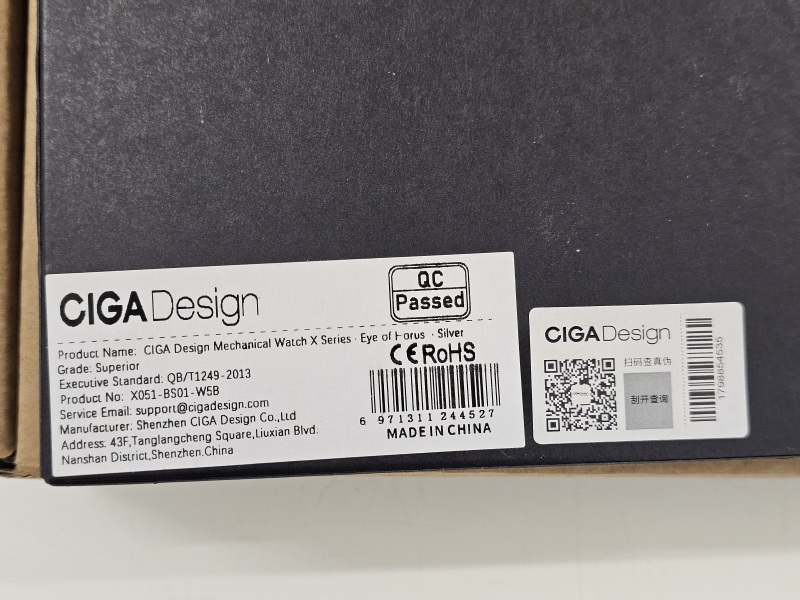 CIGA Design
QC
Passed
Product Name: CIGA Design Mechanical Watch X Series · Eye of Horus · Silver
Grade: Superior
Executive Standard: QB/T1249-2013
Product No: X051-BS01-W5B
Service Email: support@cigadesign.com
Manufacturer: Shenzhen CIGA Design Co.,Ltd
Address: 43F,Tanglangcheng Square,Liuxian Blvd.
Nanshan District,Shenzhen.China
CE RoHS
6 971311 244527
MADE IN CHINA
CIGA Design
扫码查真伪
刮开查询
1798854535